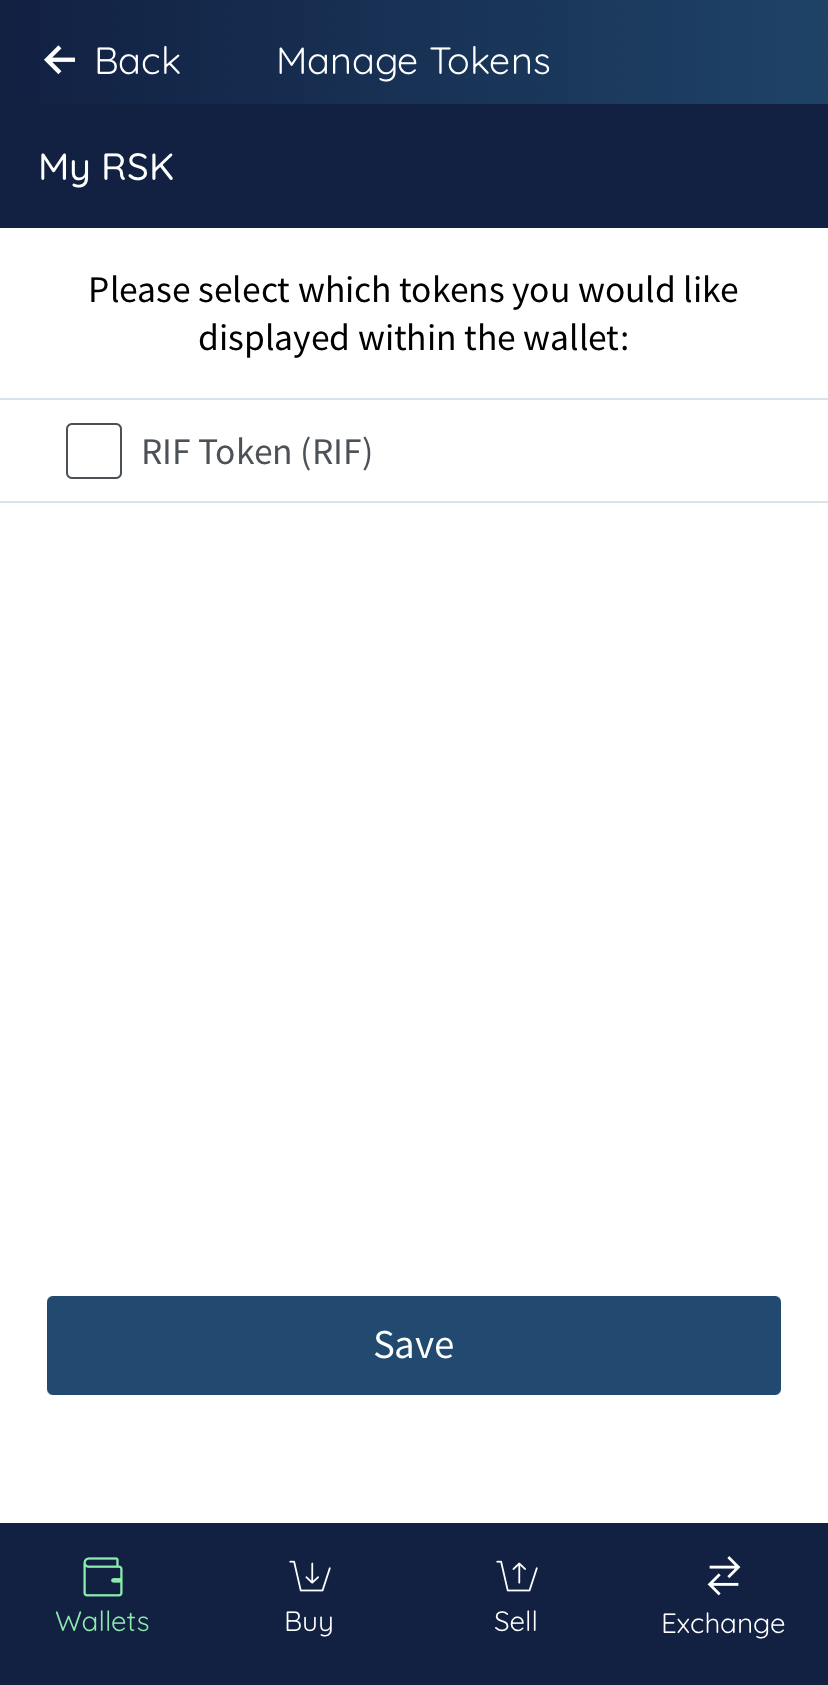 Back
Manage Tokens
My RSK
Please select which tokens you would like
displayed within the wallet:
RIF Token (RIF)
Save
Wallets
Buy
Sell
Exchange